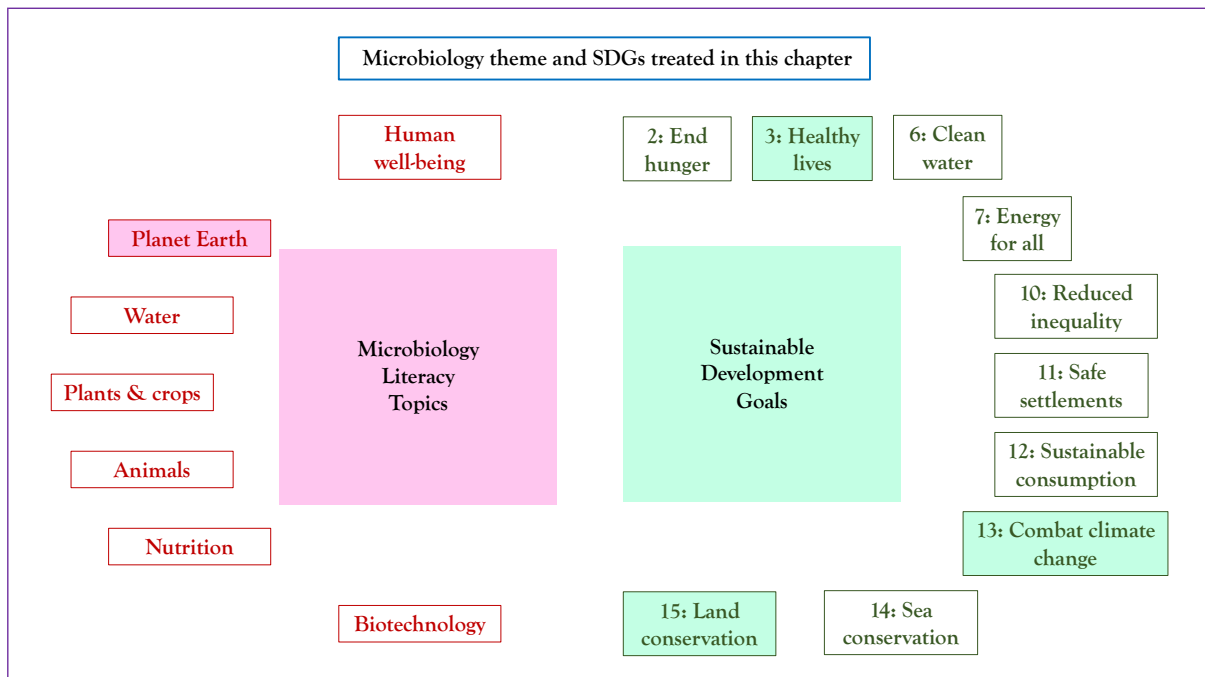 Microbiology theme and SDGs treated in this chapter
Human
well-being
2: End
hunger
3: Healthy
lives
6: Clean
water
Planet Earth
7: Energy
for all
Water
10: Reduced
inequality
Microbiology
Literacy
Topics
Sustainable
Development
Goals
Plants & crops
11: Safe
settlements
Animals
12: Sustainable
consumption
Nutrition
13: Combat climate
change
Biotechnology
15: Land
conservation
14: Sea
conservation